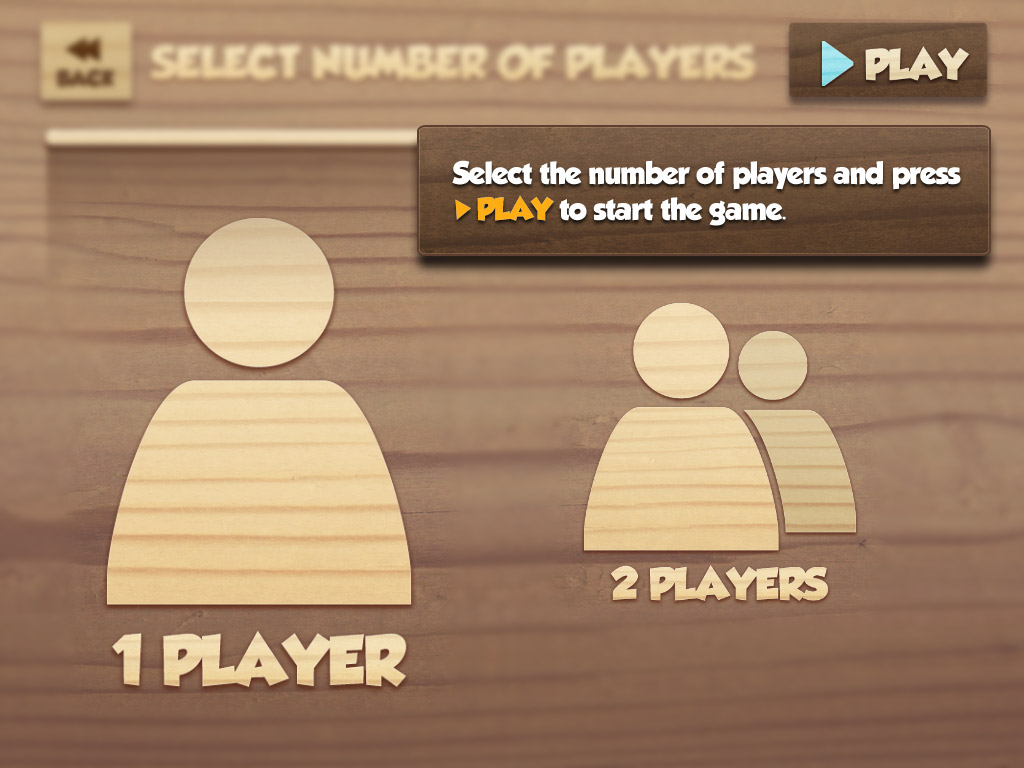 BACK
SELECT NUMBER OF PLAYERS
PLAY
Select the number of players and press
PLAY to start the game.
1 PLAYER
2 PLAYERS